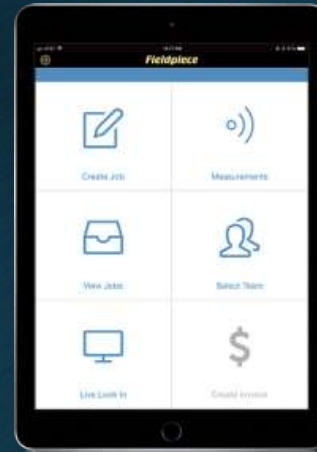 Fieldpiece
Create Job
Measurements
View Jobs
Select Team
Live Look In
Create Invoice